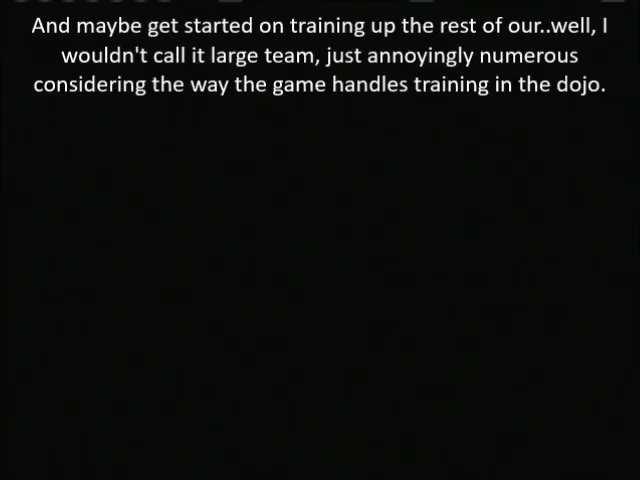 And maybe get started on training up the rest of our..well, I
wouldn't call it large team, just annoyingly numerous
considering the way the game handles training in the dojo.